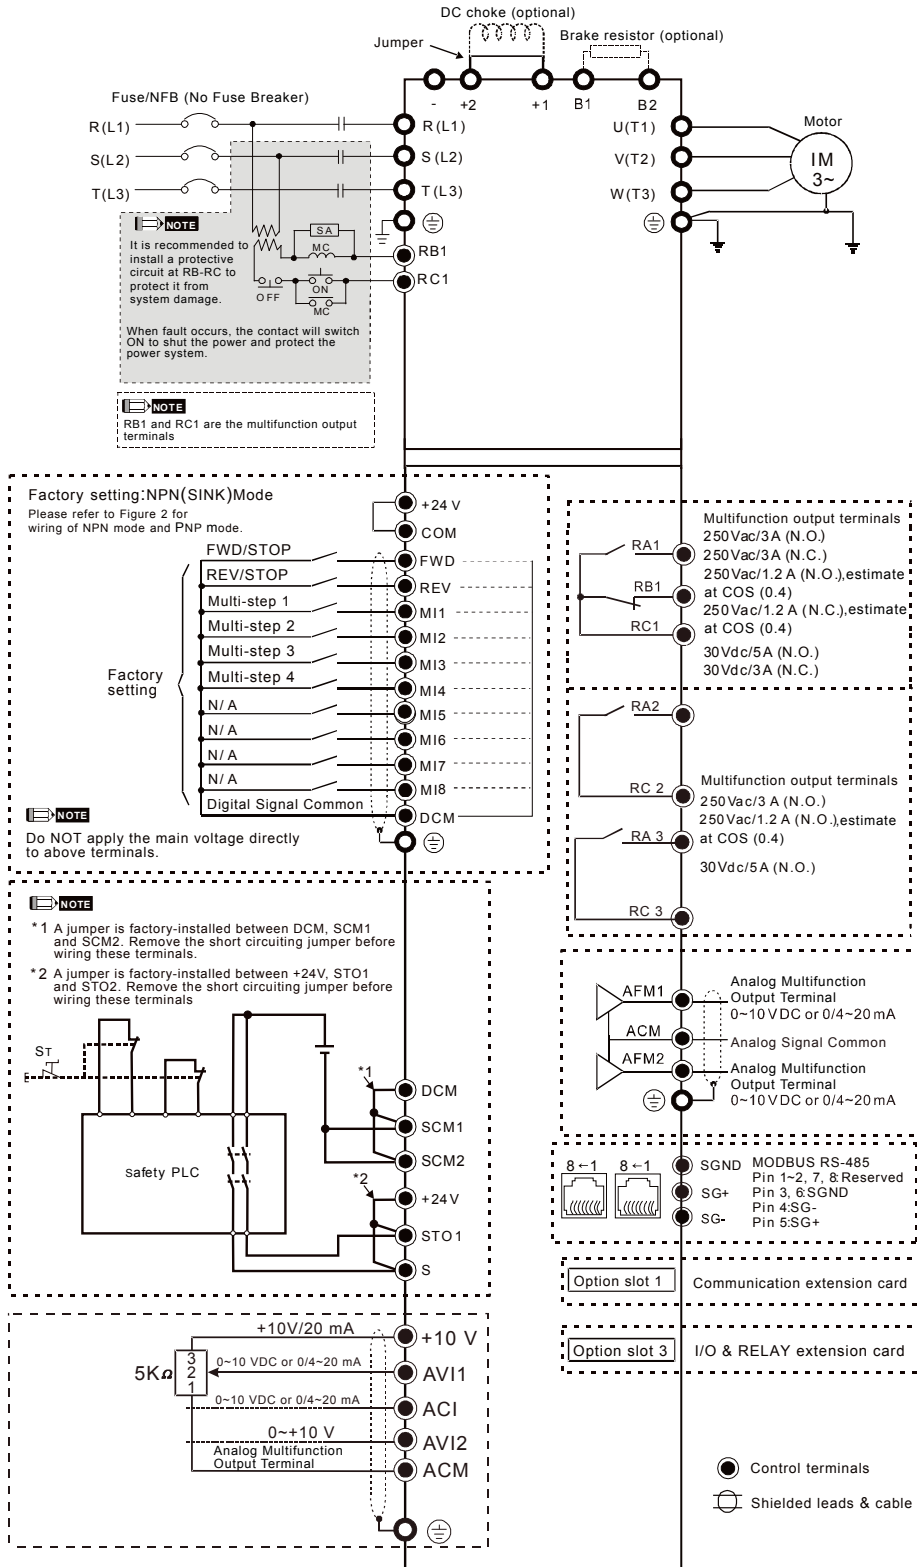 DC choke (optional)
Jumper
Brake resistor (optional)
- +2 +1 B1 B2
Fuse/NFB (No Fuse Breaker)
R(L1)
S(L2)
T(L3)
R(L1)
S(L2)
T(L3)
RB1
RC1
SA
MC
OFF
ON
MC
NOTE
It is recommended to
install a protective
circuit at RB-RC to
protect it from
system damage.
When fault occurs, the contact will switch
ON to shut the power and protect the
power system.
NOTE
RB1 and RC1 are the multifunction output
terminals
U(T1)
V(T2)
W(T3)
Motor
IM
3~
Factory setting:NPN(SINK)Mode
Please refer to Figure 2 for
wiring of NPN mode and PNP mode.
+24V
COM
FWD/STOP FWD
REV/STOP REV
Multi-step 1 MI1
Multi-step 2 MI2
Multi-step 3 MI3
Multi-step 4 MI4
N/A MI5
N/A MI6
N/A MI7
N/A MI8
Digital Signal Common DCM
Factory
setting
NOTE
Do NOT apply the main voltage directly
to above terminals.
RA1
RB1
RC1
Multifunction output terminals
250Vac/3A (N.O.)
250Vac/3A (N.C.)
250Vac/1.2A (N.O.),estimate
at COS (0.4)
250Vac/1.2A (N.C.),estimate
at COS (0.4)
30Vdc/5A (N.O.)
30Vdc/3A (N.C.)
RA2
RC 2
RA 3
RC 3
Multifunction output terminals
250Vac/3A (N.O.)
250Vac/1.2A (N.O.),estimate
at COS (0.4)
30Vdc/5A (N.O.)
NOTE
*1 A jumper is factory-installed between DCM, SCM1
and SCM2. Remove the short circuiting jumper before
wiring these terminals.
*2 A jumper is factory-installed between +24V, STO1
and STO2. Remove the short circuiting jumper before
wiring these terminals
ST
safety PLC
*1
DCM
SCM1
SCM2
*2
+24V
STO1
S
AFM1
ACM
AFM2
Analog Multifunction
Output Terminal
0~10VDC or 0/4~20mA
Analog Signal Common
Analog Multifunction
Output Terminal
0~10VDC or 0/4~20mA
8←1 8←1
SGND
SG+
SG-
MODBUS RS-485
Pin 1~2, 7, 8:Reserved
Pin 3, 6:SGND
Pin 4:SG-
Pin 5:SG+
Option slot 1 Communication extension card
Option slot 3 I/O & RELAY extension card
+10V/20 mA +10 V
5KΩ
3
2
1
0~10 VDC or 0/4~20 mA AVI1
0~10 VDC or 0/4~20 mA ACI
0~+10 V AVI2
Analog Multifunction
Output Terminal
ACM
Control terminals
Shielded leads & cable